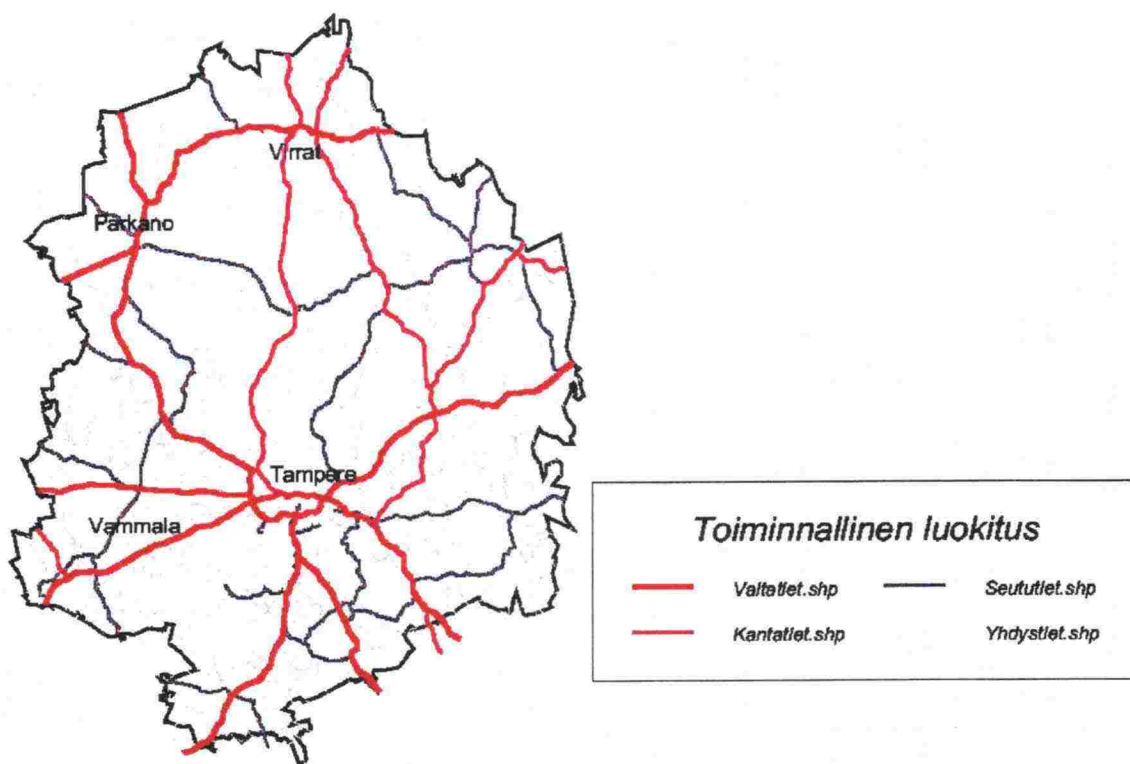 Virrat
Parkano
Tampere
Vammala
Toiminnallinen luokitus
Valtatiet.shp
Seututiet.shp
Kantatiet.shp
Yhdystiet.shp